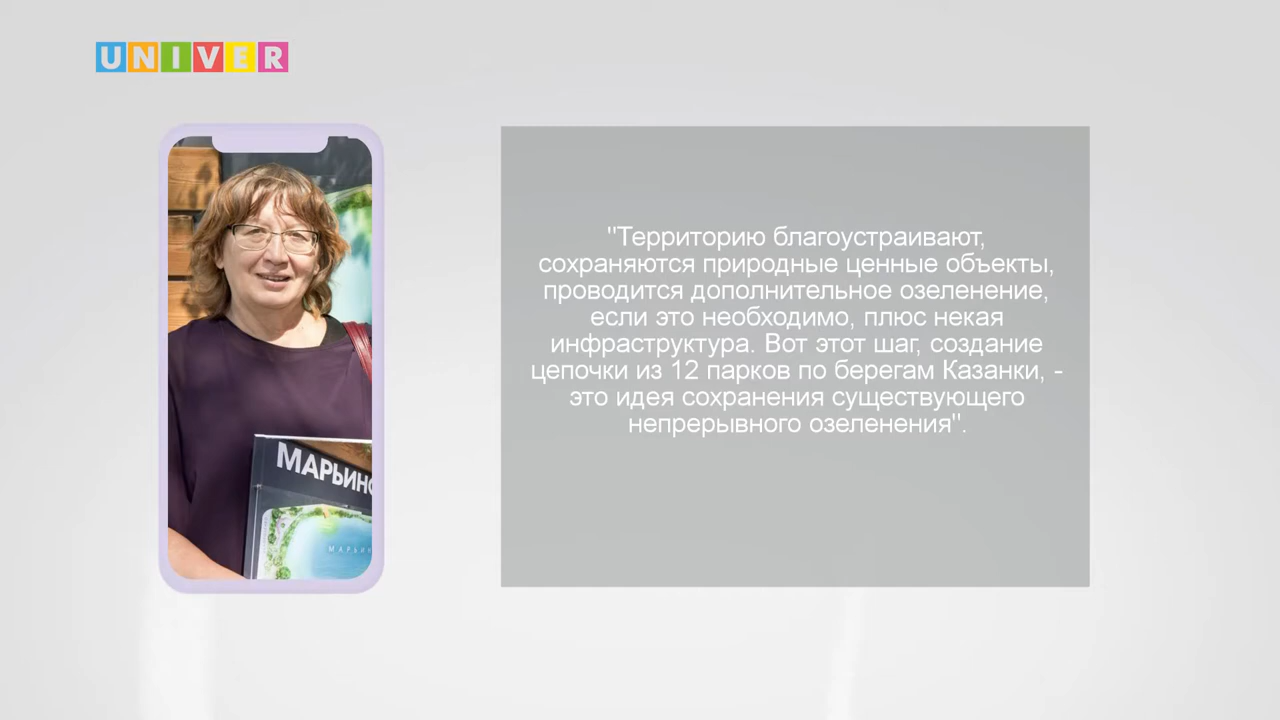 UNIVER
"Территорию благоустраивают,
сохраняются природные ценные объекты,
проводится дополнительное озеленение,
если это необходимо, плюс некая
инфраструктура. Вот этот шаг, создание
цепочки из 12 парков по берегам Казанки, -
это идея сохранения существующего
непрерывного озеленения".